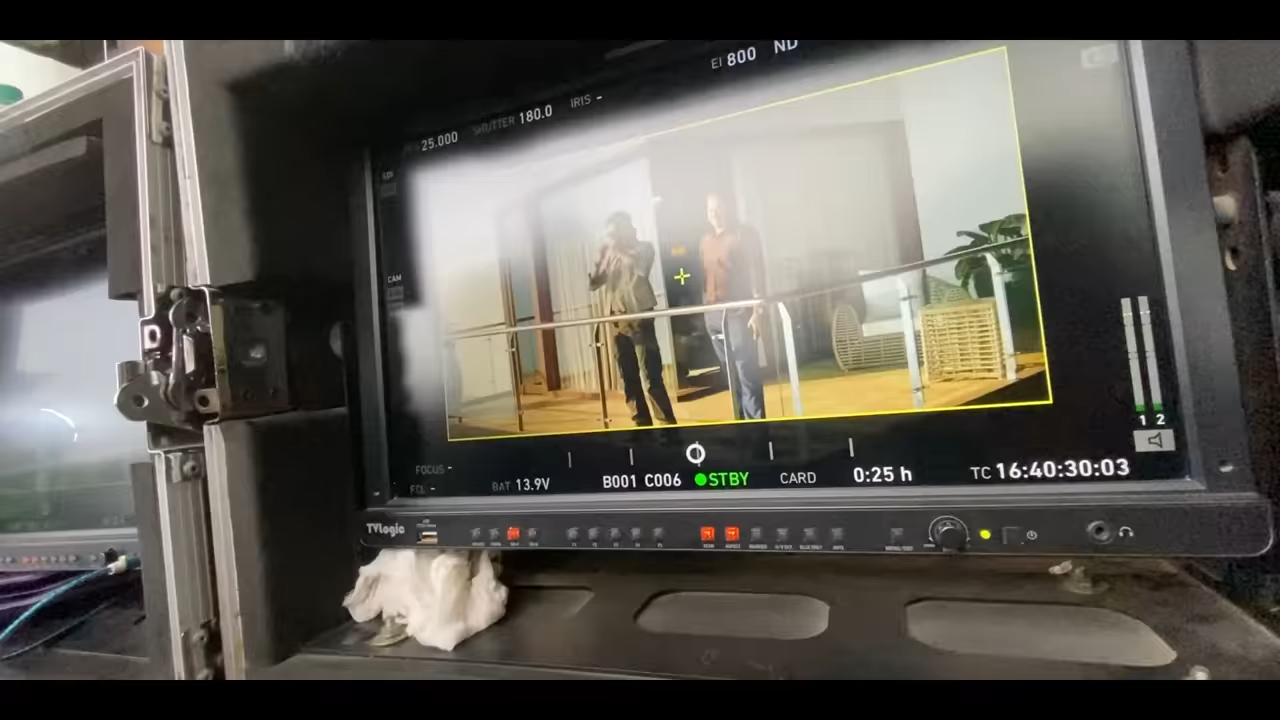 EI 800 ND
25.000 SHUTTER 180.0 IRIS -
CAM
FOCUS -
BAT 13.9V B001 C006 STBY CARD 0:25 h TC 16:40:30:03
1 2
TVLogic